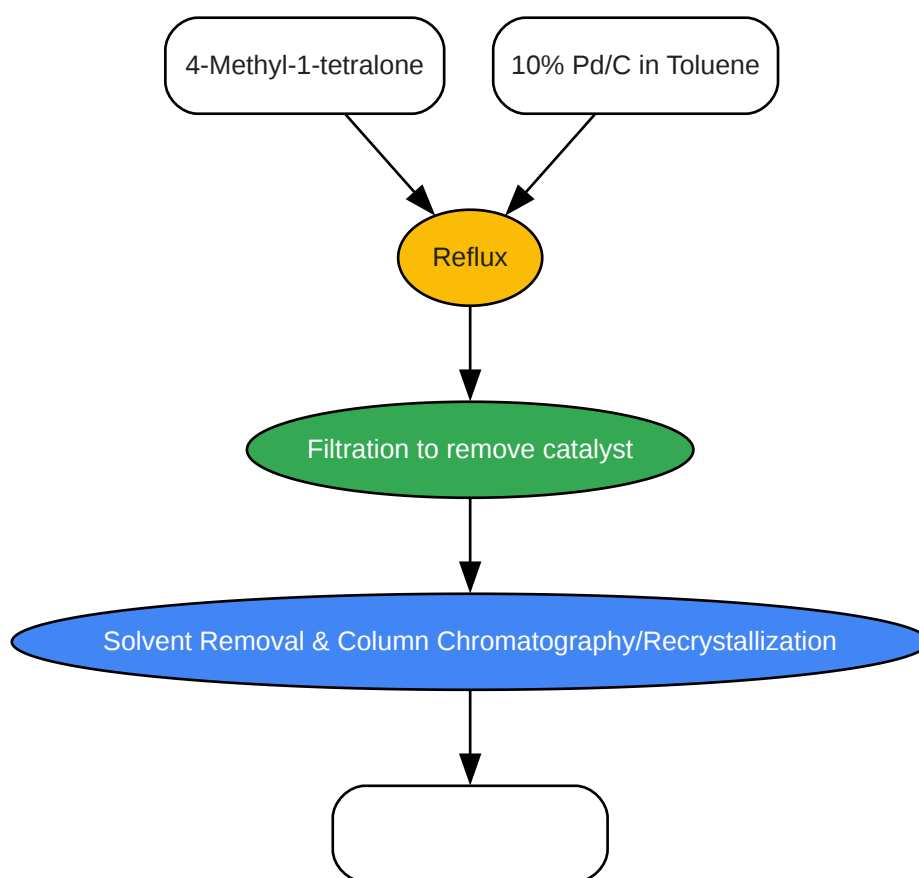 4-Methyl-1-tetralone
10% Pd/C in Toluene
Reflux
Filtration to remove catalyst
Solvent Removal & Column Chromatography/Recrystallization